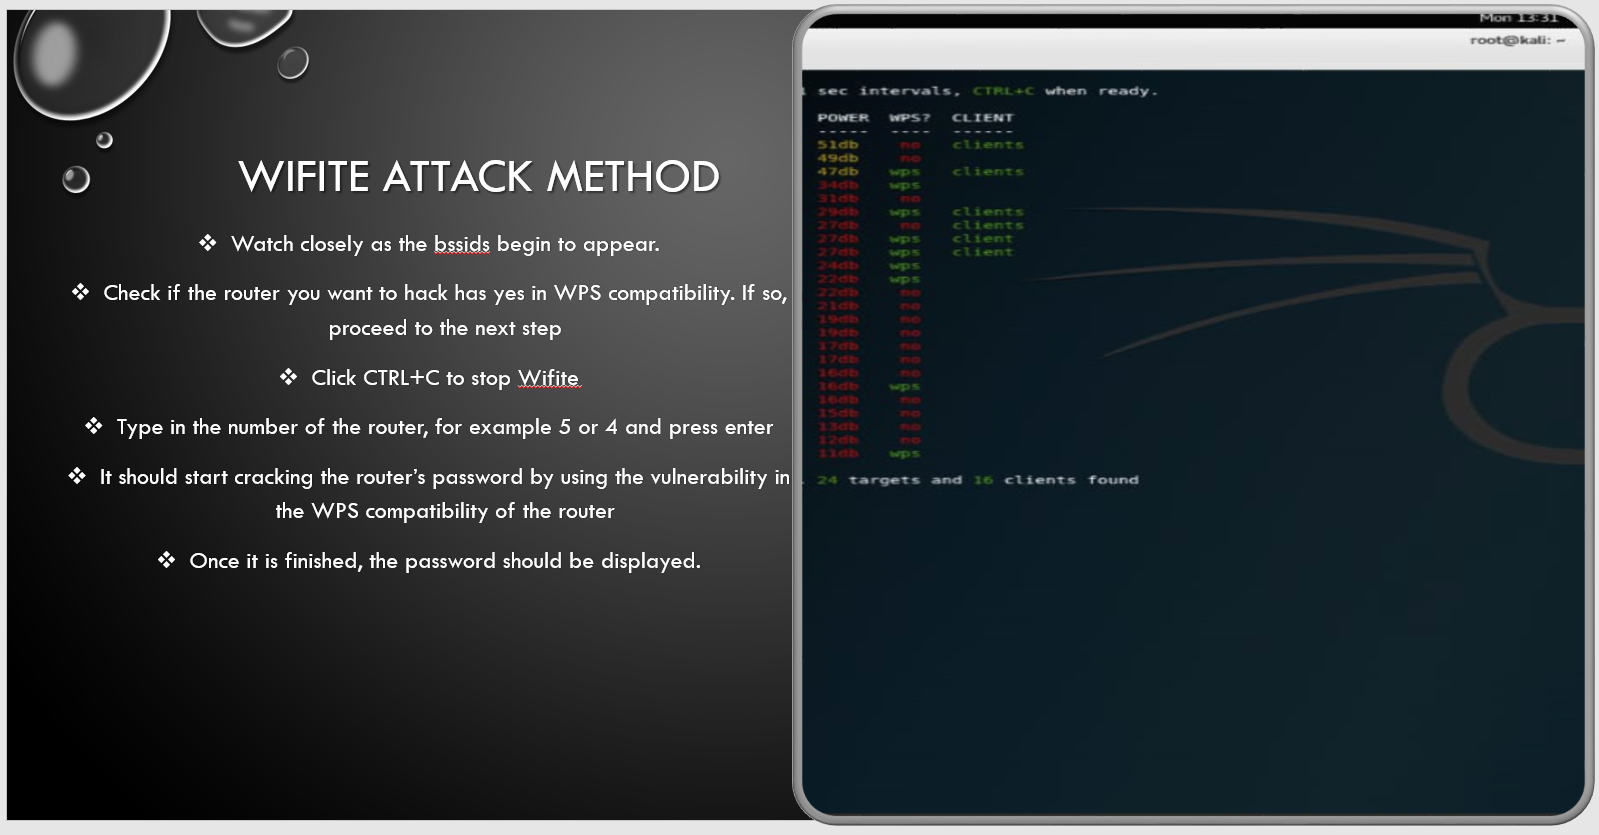 WIFITE ATTACK METHOD
❖ Watch closely as the bssids begin to appear.
❖ Check if the router you want to hack has yes in WPS compatibility. If so,
proceed to the next step
❖ Click CTRL+C to stop Wifite
❖ Type in the number of the router, for example 5 or 4 and press enter
❖ It should start cracking the router's password by using the vulnerability in
the WPS compatibility of the router
❖ Once it is finished, the password should be displayed.
Mon 13:31
root@kali: ~
sec intervals, CTRL+C when ready.
POWER WPS? CLIENT
----- ---- ------
51db no clients
49db no
47db wps clients
34db wps
31db no
29db wps clients
27db no clients
27db wps client
27db wps client
24db wps
22db wps
22db no
21db no
19db no
19db no
17db no
17db no
16db no
16db wps
16db no
15db no
13db no
12db no
11db wps
24 targets and 16 clients found